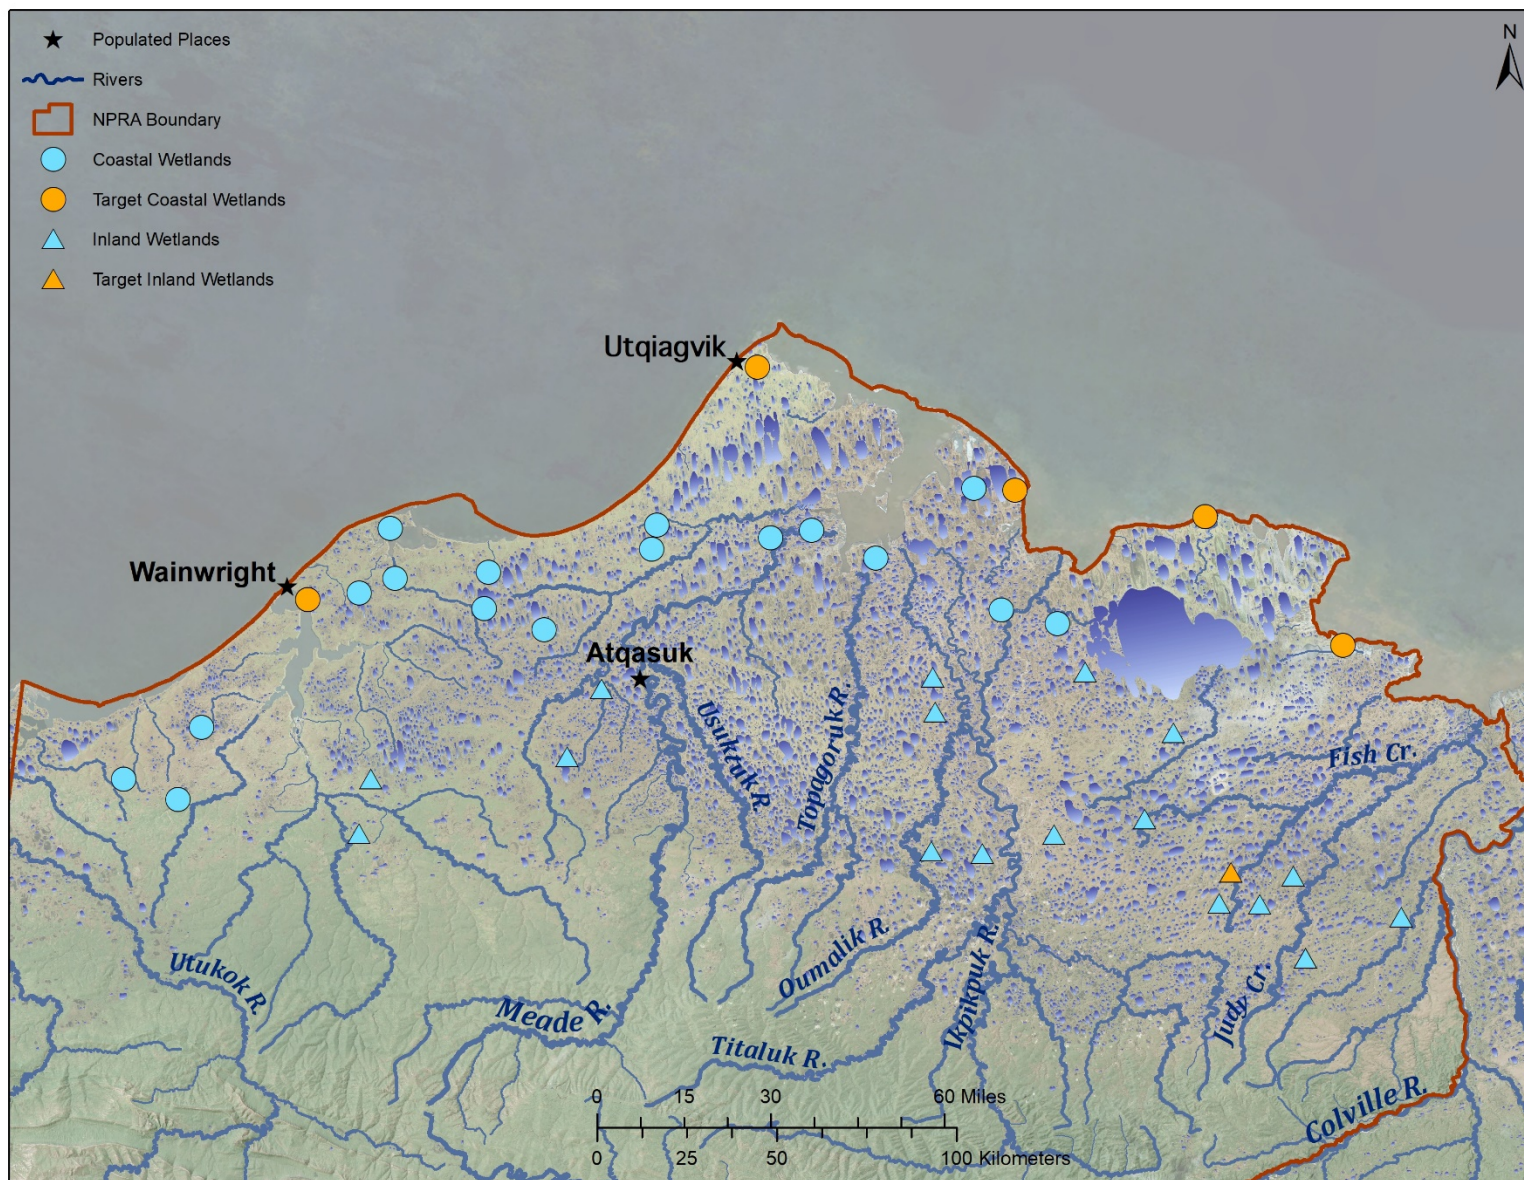 N
Populated Places
Rivers
NPRA Boundary
Coastal Wetlands
Target Coastal Wetlands
Inland Wetlands
Target Inland Wetlands
Utqiagvik
Wainwright
Atqasuk
Usuktuk R
Topagoruk R.
Fish Cr.
Utukok R.
Meade R.
Oumalik R.
Titaluk R.
Ikpikpuk R.
Judy Cr.
Colville R.
0 15 30 60 Miles
0 25 50 100 Kilometers